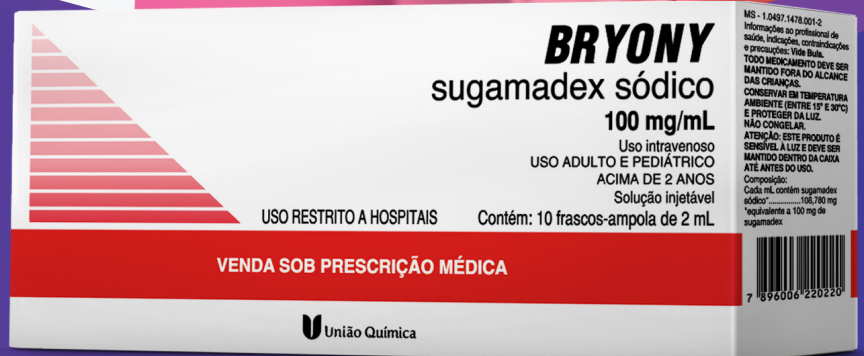 BRYONY
sugamadex sódico
100 mg/mL
Uso intravenoso
USO ADULTO E PEDIÁTRICO
ACIMA DE 2 ANOS
Solução injetável
USO RESTRITO A HOSPITAIS
Contém: 10 frascos-ampola de 2 mL
VENDA SOB PRESCRIÇÃO MÉDICA
União Química
MS - 1.0497.1478.001-2
Informações ao profissional de
saúde, indicações, contraindicações
e precauções: Vide Bula.
TODO MEDICAMENTO DEVE SER
MANTIDO FORA DO ALCANCE
DAS CRIANÇAS.
CONSERVAR EM TEMPERATURA
AMBIENTE (ENTRE 15° E 30°C)
E PROTEGER DA LUZ.
NÃO CONGELAR.
ATENÇÃO: ESTE PRODUTO É
SENSÍVEL À LUZ E DEVE SER
MANTIDO DENTRO DA CAIXA
ATÉ ANTES DO USO.
Composição:
Cada mL contém sugamadex
sódico*................108,780 mg
*equivalente a 100 mg de
sugamadex
7 896006 220220